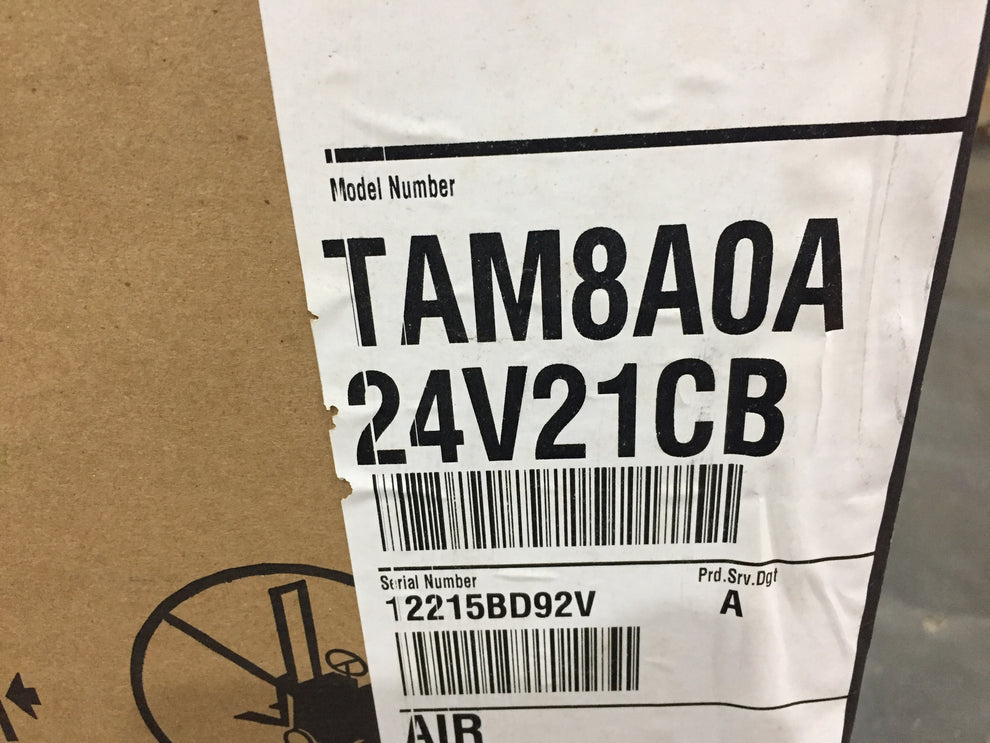 Model Number
TAM8A0A
24V21CB
Serial Number
Prd.Srv.Dgt
12215BD92V
A
AIR